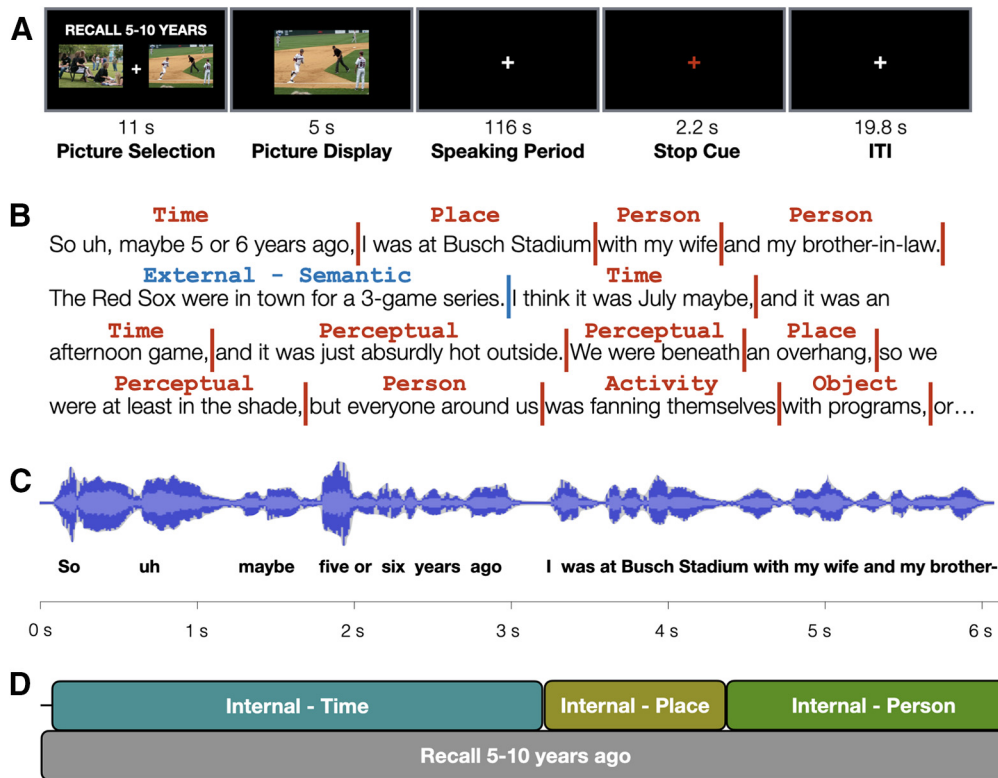 A
RECALL 5-10 YEARS
+
+
+
+
11 s
5 s
116 s
2.2 s
19.8 s
Picture Selection
Picture Display
Speaking Period
Stop Cue
ITI
B
Time Place Person Person
So uh, maybe 5 or 6 years ago, I was at Busch Stadium with my wife and my brother-in-law.
External - Semantic Time
The Red Sox were in town for a 3-game series. I think it was July maybe, and it was an
Time Perceptual Perceptual Place
afternoon game, and it was just absurdly hot outside. We were beneath an overhang, so we
Perceptual Person Activity Object
were at least in the shade, but everyone around us was fanning themselves with programs, or…
C
So uh maybe five or six years ago I was at Busch Stadium with my wife and my brother-
0 s 1 s 2 s 3 s 4 s 5 s 6 s
D
Internal - Time Internal - Place Internal - Person
Recall 5-10 years ago